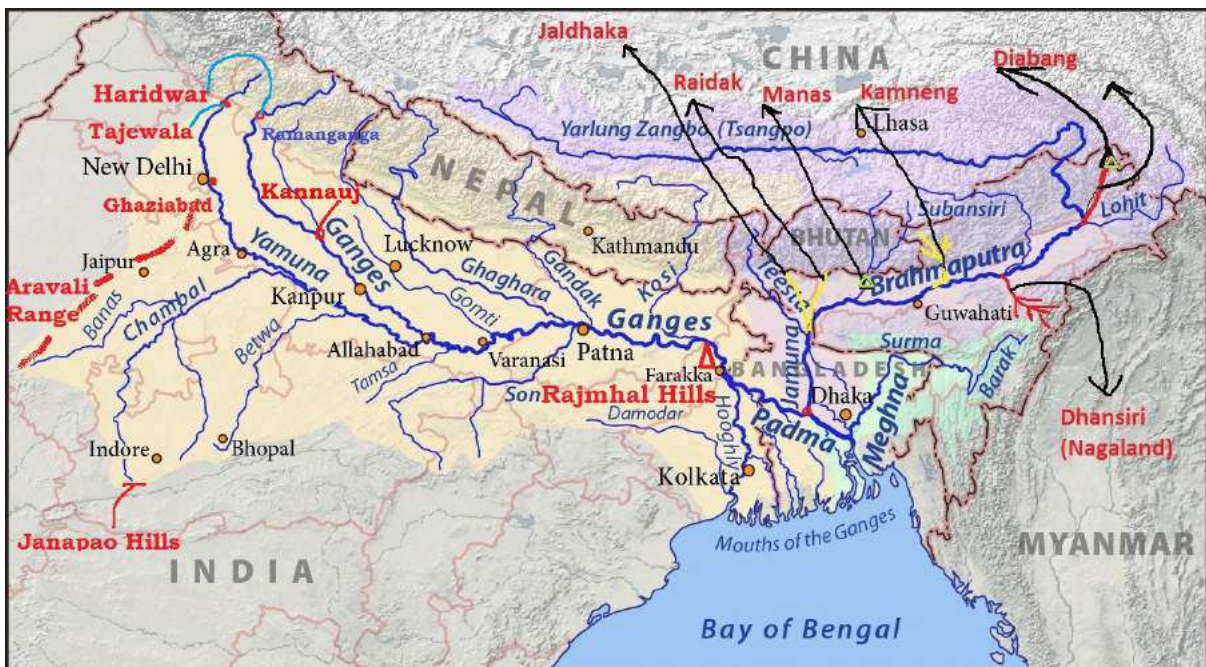 Jaldhaka
Raidak
Manas
Kamneng
CHINA
Diabang
Haridwar
Tajewala
Ramanganga
Yarlung Zangbo (Tsangpo)
Lhasa
New Delhi
NEPAL
Ghaziabad
Kannauj
Subansiri
Lohit
BHUTAN
Kathmandu
Lucknow
Agra
Yamuna
Ganges
Ghaghara
Gandak
Kosi
Teesta
Brahmaputra
Jaipur
Aravali
Range
Banas
Chambal
Kanpur
Gomti
Ganges
Guwahati
Betwa
Allahabad
Varanasi
Patna
Surma
Tamsa
Son
Rajmhal Hills
Farakka
BANGLADESH
Jamuna
Barak
Damodar
Dhaka
Meghna
Padma
Hooghly
Dhansiri
(Nagaland)
Indore
Bhopal
Kolkata
Janapao Hills
Mouths of the Ganges
MYANMAR
INDIA
Bay of Bengal